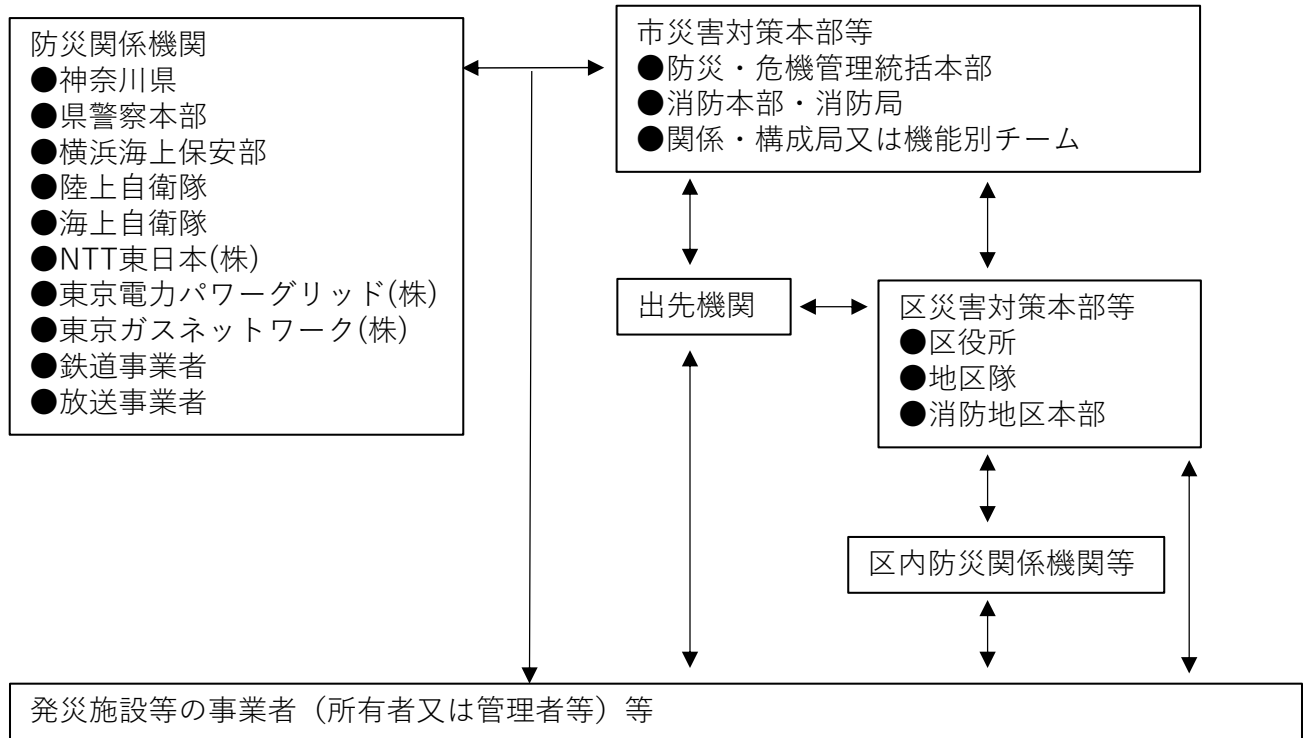 防災関係機関
●神奈川県
●県警察本部
●横浜海上保安部
●陸上自衛隊
●海上自衛隊
●NTT東日本(株)
●東京電力パワーグリッド(株)
●東京ガスネットワーク(株)
●鉄道事業者
●放送事業者
市災害対策本部等
●防災・危機管理統括本部
●消防本部・消防局
●関係・構成局又は機能別チーム
出先機関
区災害対策本部等
●区役所
●地区隊
●消防地区本部
区内防災関係機関等
発災施設等の事業者（所有者又は管理者等）等